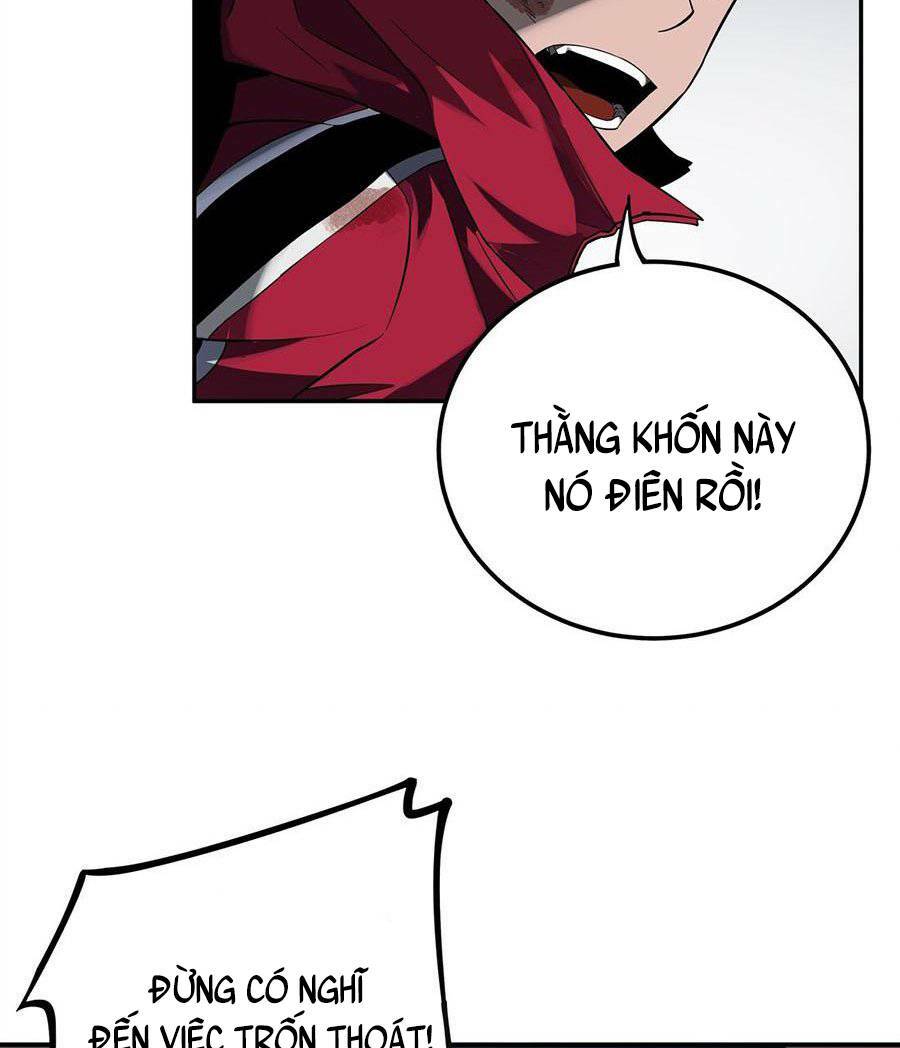 THẰNG KHỐN NÀY
NÓ ĐIÊN RỒI!
ĐỪNG CÓ NGHĨ
ĐẾN VIỆC TRỐN THOÁT!